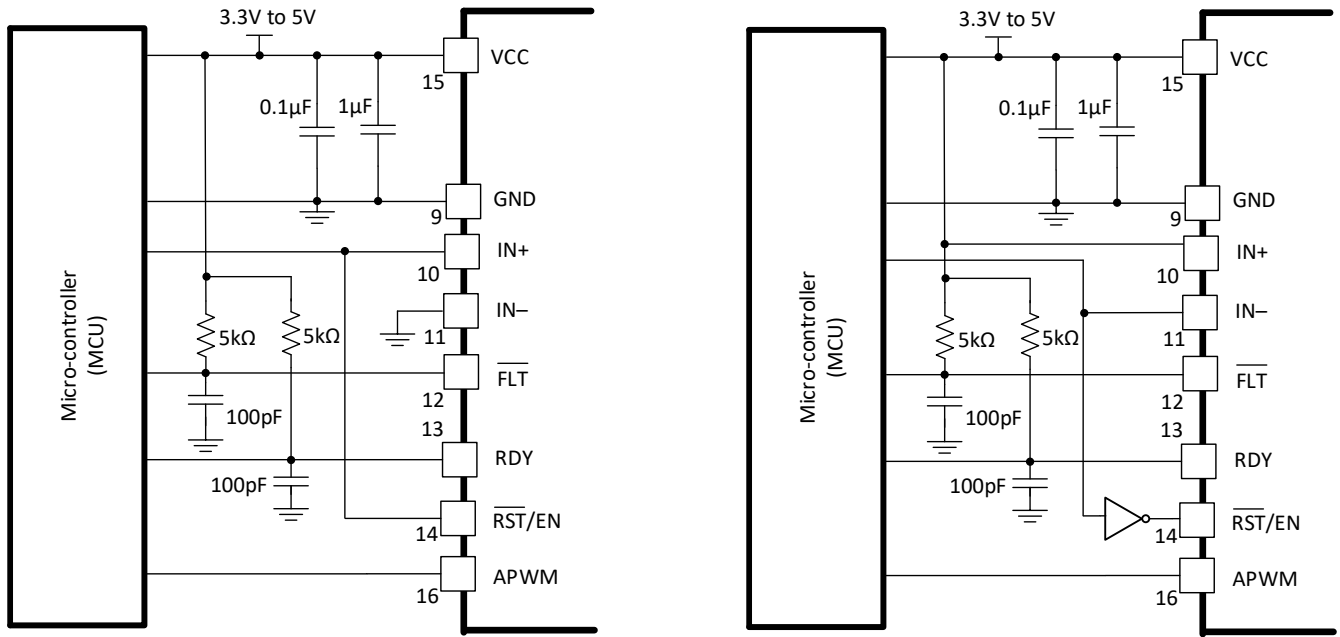 3.3V to 5V
VCC
15
0.1µF
1µF
GND
9
IN+
10
IN–
11
5kΩ
5kΩ
FLT
12
100pF
13
RDY
100pF
RST/EN
14
APWM
16
Micro-controller
(MCU)
3.3V to 5V
VCC
15
0.1µF
1µF
GND
9
IN+
10
IN–
11
5kΩ
5kΩ
FLT
12
100pF
13
RDY
100pF
RST/EN
14
APWM
16
Micro-controller
(MCU)